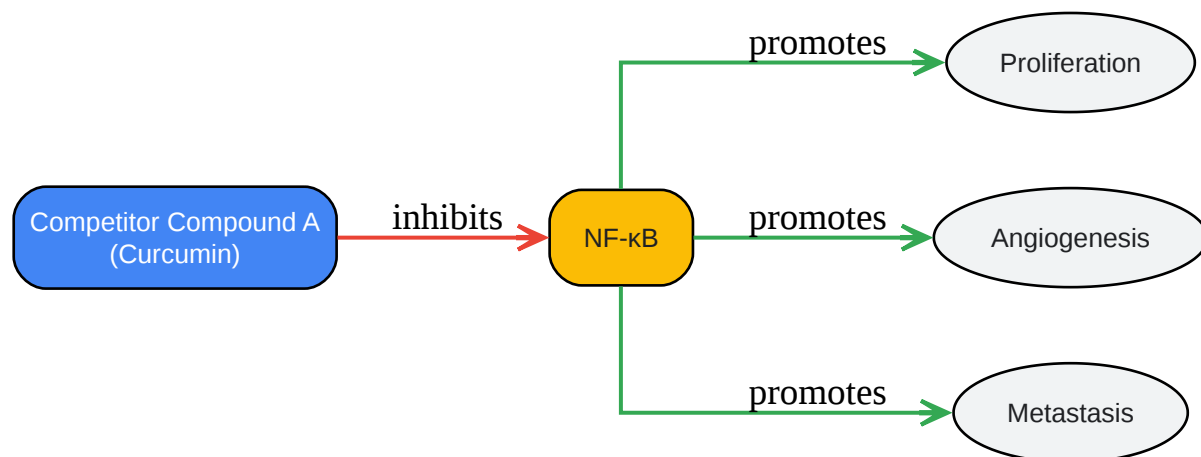 promotes
Proliferation
Competitor Compound A
(Curcumin)
inhibits
NF-κB
promotes
Angiogenesis
promotes
Metastasis